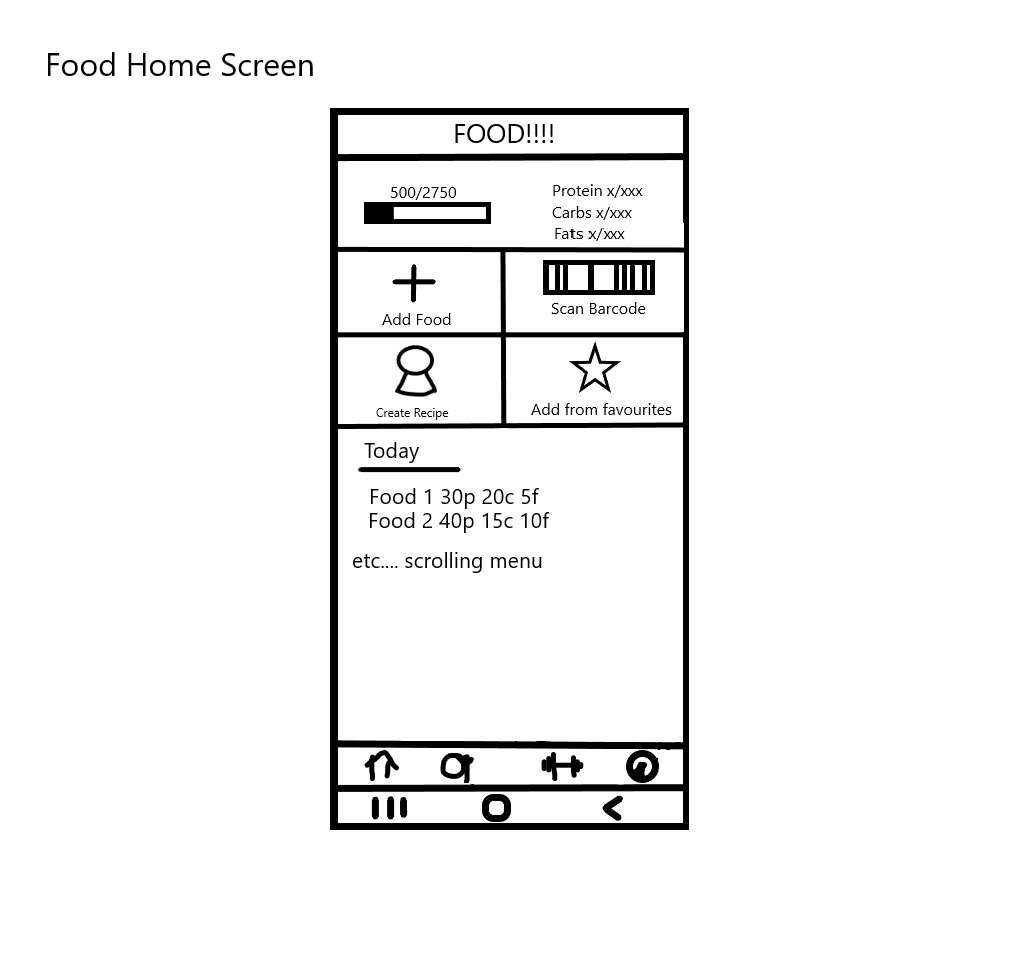 Food Home Screen
FOOD!!!!
500/2750
Protein x/xxx
Carbs x/xxx
Fats x/xxx
Add Food
Scan Barcode
Create Recipe
Add from favourites
Today
Food 1 30p 20c 5f
Food 2 40p 15c 10f
etc.... scrolling menu